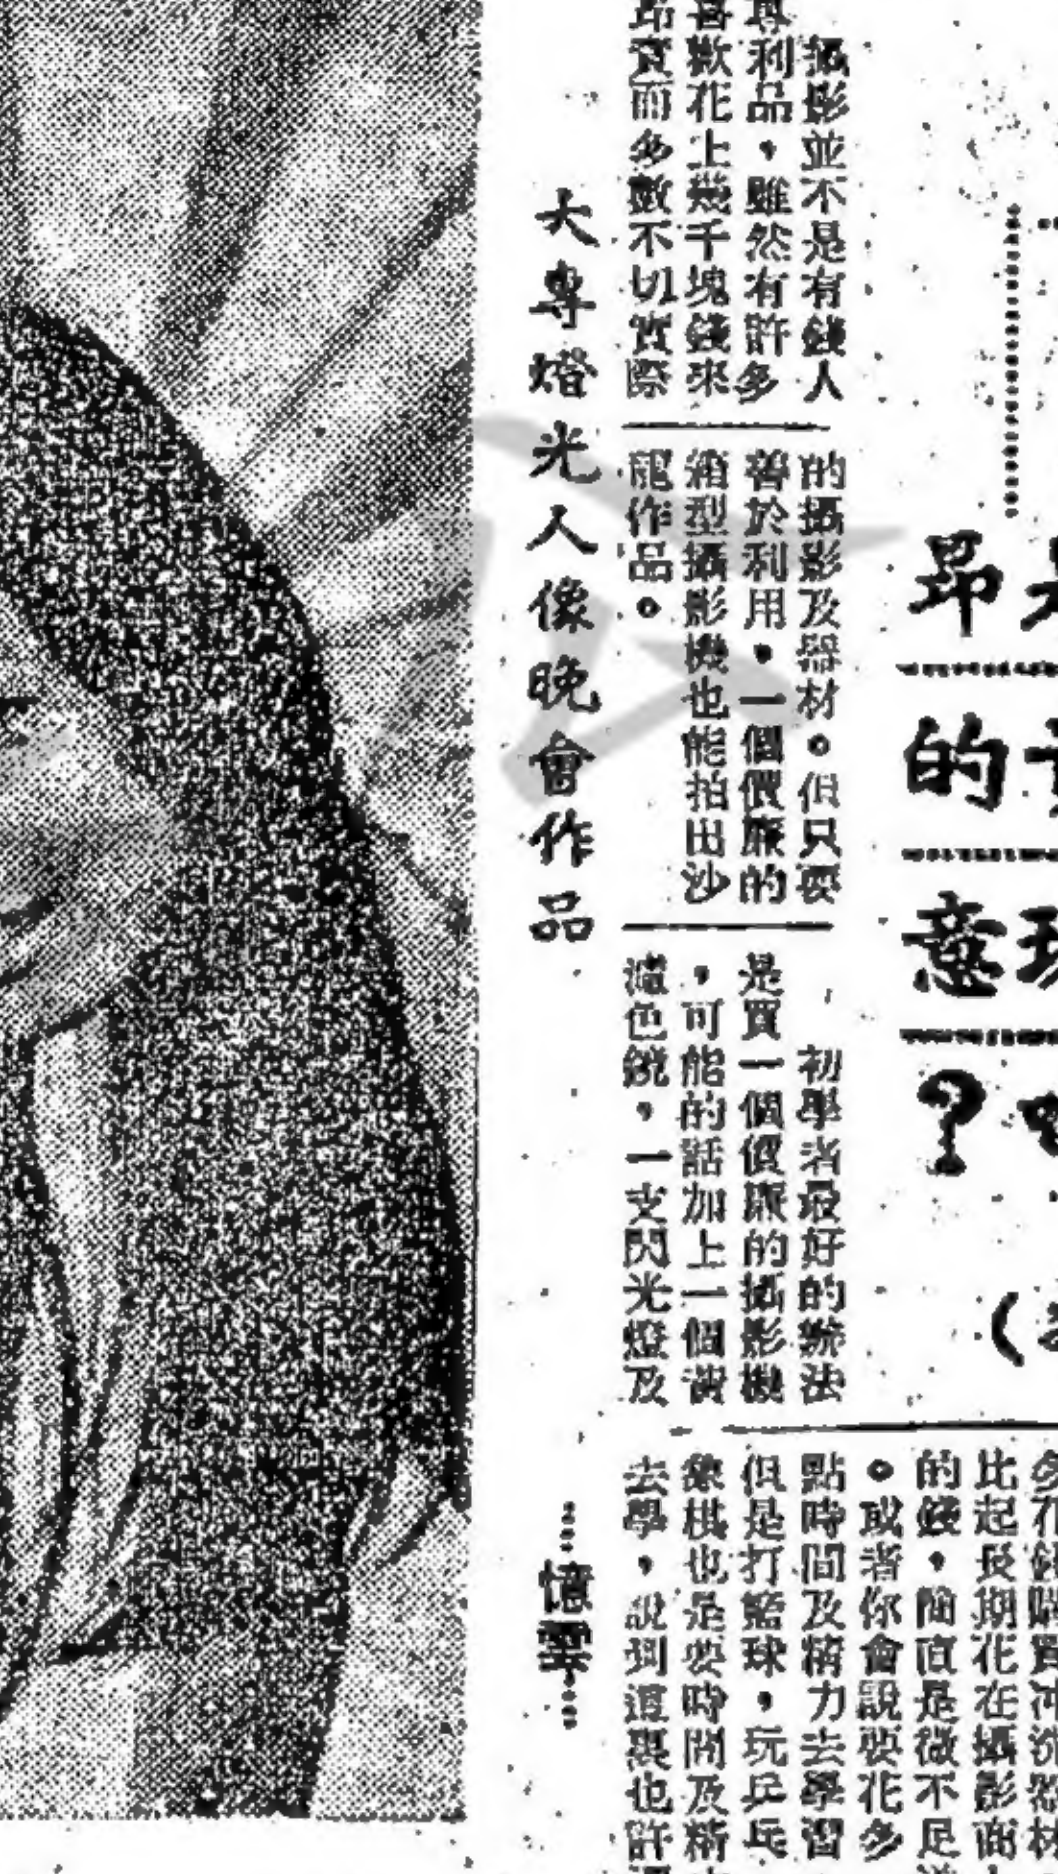 昂
的
意
？
攝影並不是有錢人
專利品，雖然有許多
喜歡花上幾千塊錢來
昂賣而多數不切實際
的攝影及器材。但只要
善於利用，一個價廉的
箱型攝影機也能拍出沙
龍作品。
初學者最好的辦法
是買一個價廉的攝影機
，可能的話加上一個黃
濾色鏡，一支閃光燈及
比起長期花在攝影面
的錢，簡直是微不足
。或者你會說要花多
點時間及精力去學習
但是打籃球，玩乒乓
象棋也是要時間及精
去學，說到這裏也許
大專燈光人像晚會作品
憶雲